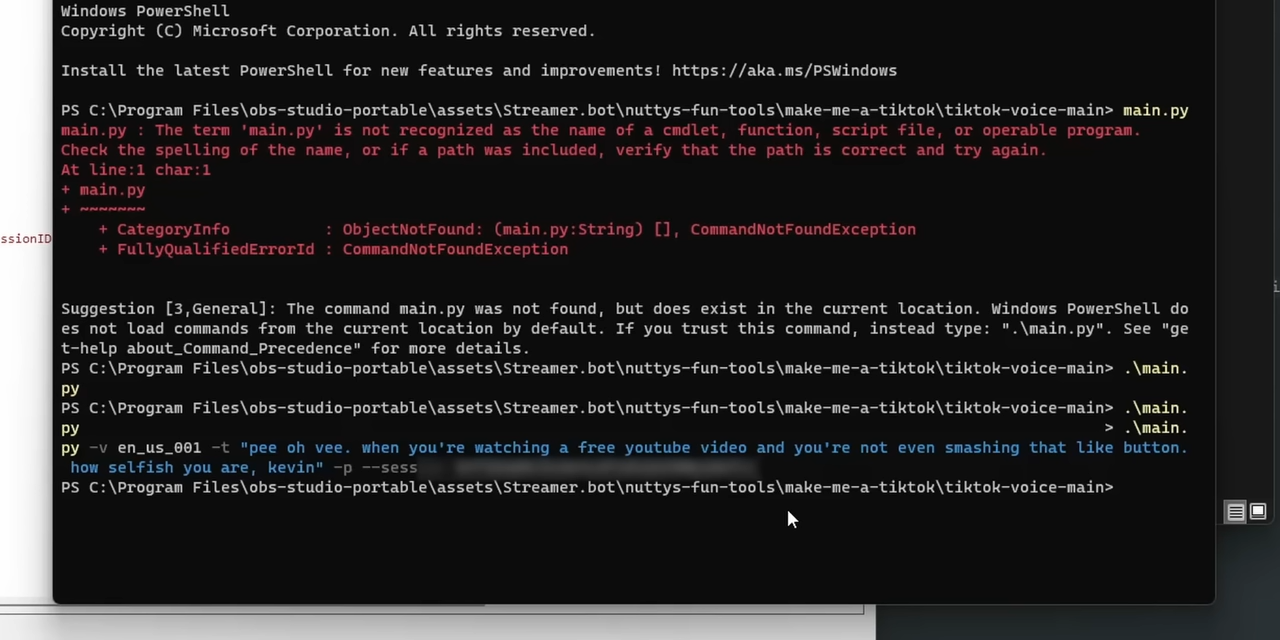 Windows PowerShell
Copyright (C) Microsoft Corporation. All rights reserved.
Install the latest PowerShell for new features and improvements! https://aka.ms/PSWindows
PS C:\Program Files\obs-studio-portable\assets\Streamer.bot\nuttys-fun-tools\make-me-a-tiktok\tiktok-voice-main> main.py
main.py : The term 'main.py' is not recognized as the name of a cmdlet, function, script file, or operable program.
Check the spelling of the name, or if a path was included, verify that the path is correct and try again.
At line:1 char:1
+ main.py
+ ~~~~~~~
+ CategoryInfo : ObjectNotFound: (main.py:String) [], CommandNotFoundException
+ FullyQualifiedErrorId : CommandNotFoundException
ssionID
Suggestion [3,General]: The command main.py was not found, but does exist in the current location. Windows PowerShell do
es not load commands from the current location by default. If you trust this command, instead type: ".\main.py". See "ge
t-help about_Command_Precedence" for more details.
PS C:\Program Files\obs-studio-portable\assets\Streamer.bot\nuttys-fun-tools\make-me-a-tiktok\tiktok-voice-main> .\main.
py
PS C:\Program Files\obs-studio-portable\assets\Streamer.bot\nuttys-fun-tools\make-me-a-tiktok\tiktok-voice-main> .\main.
py > .\main.
py -v en_us_001 -t "pee oh vee. when you're watching a free youtube video and you're not even smashing that like button.
how selfish you are, kevin" -p --sess
PS C:\Program Files\obs-studio-portable\assets\Streamer.bot\nuttys-fun-tools\make-me-a-tiktok\tiktok-voice-main>